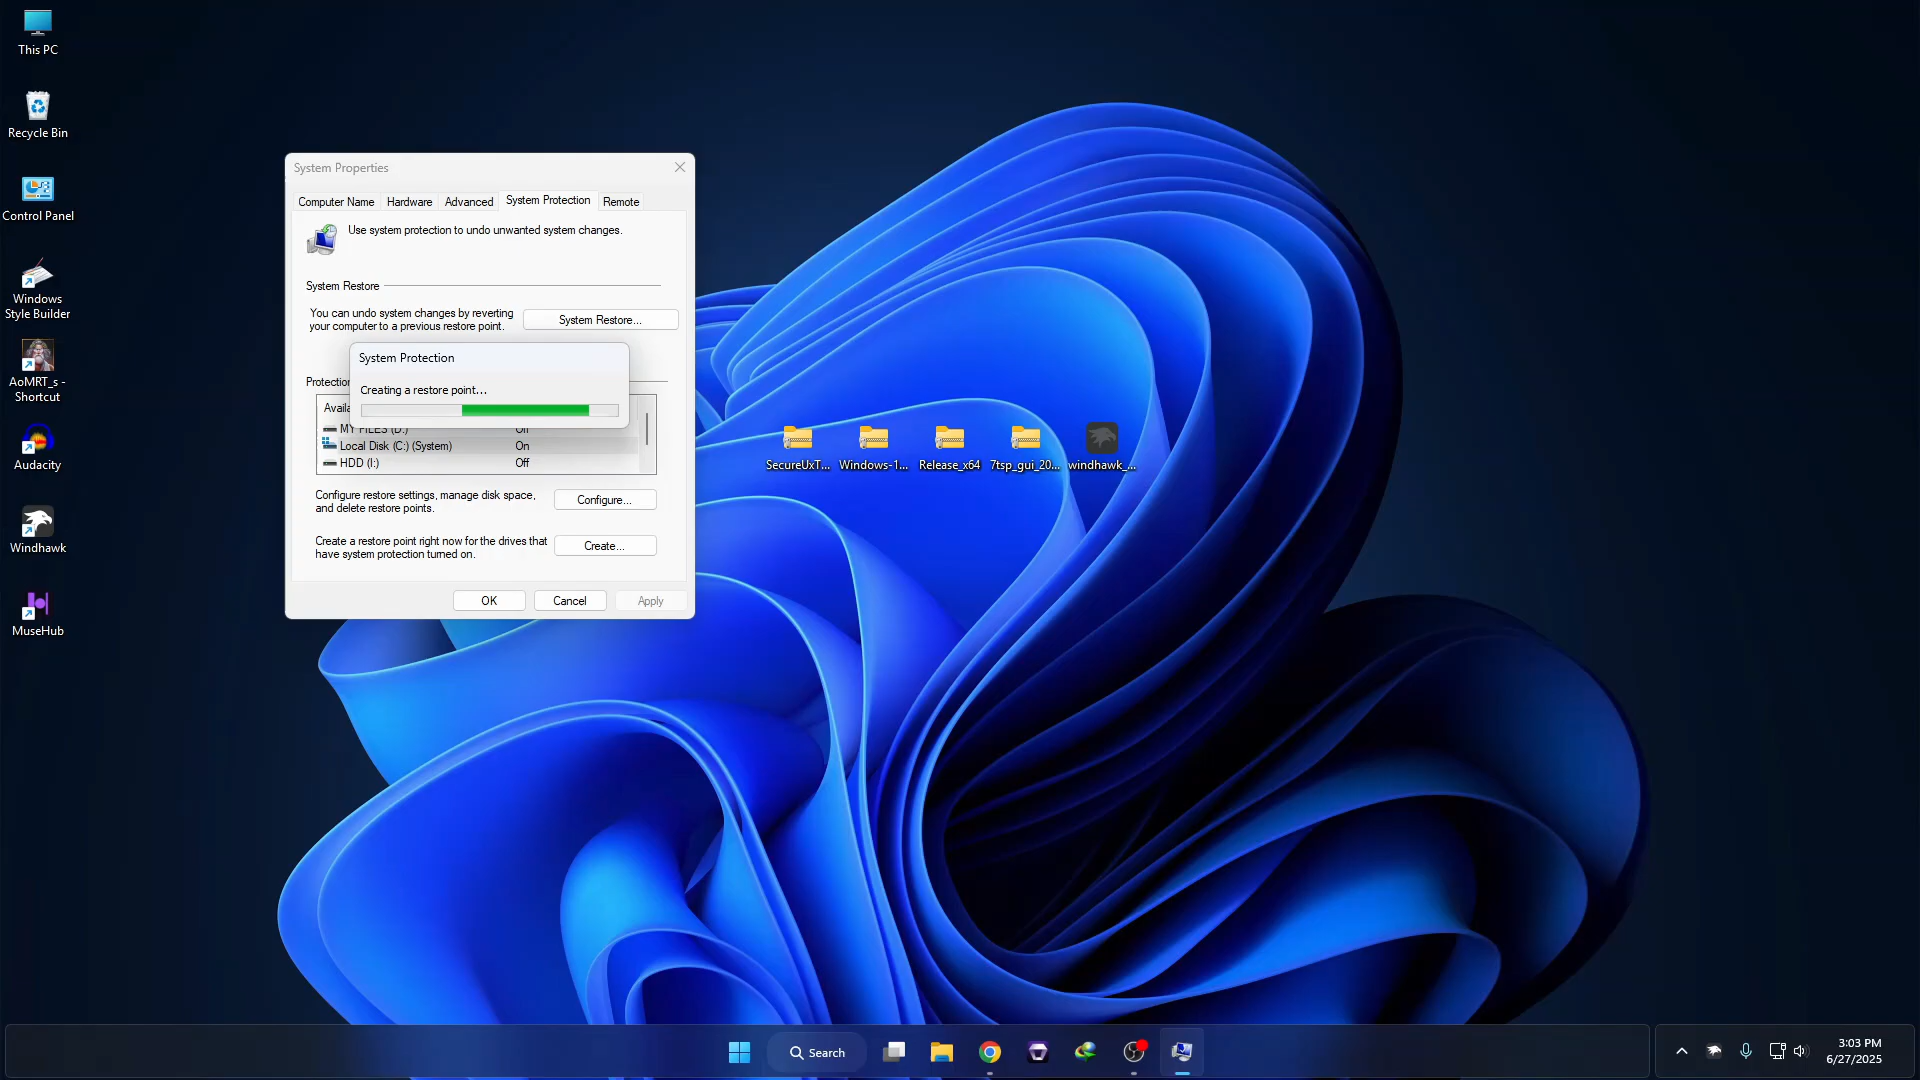 This PC
Recycle Bin
Control Panel
Windows
Style Builder
AoMRT_s -
Shortcut
Audacity
Windhawk
MuseHub
System Properties
Computer Name
Hardware
Advanced
System Protection
Remote
Use system protection to undo unwanted system changes.
System Restore
You can undo system changes by reverting
your computer to a previous restore point.
System Restore...
System Protection
Creating a restore point...
Protection
Availa
MY FILES (D:)
Off
Local Disk (C:) (System)
On
HDD (I:)
Off
Configure restore settings, manage disk space,
and delete restore points.
Configure...
Create a restore point right now for the drives that
have system protection turned on.
Create...
OK
Cancel
Apply
SecureUxT...
Windows-1...
Release_x64
7tsp_gui_20...
windhawk_...
Search
3:03 PM
6/27/2025